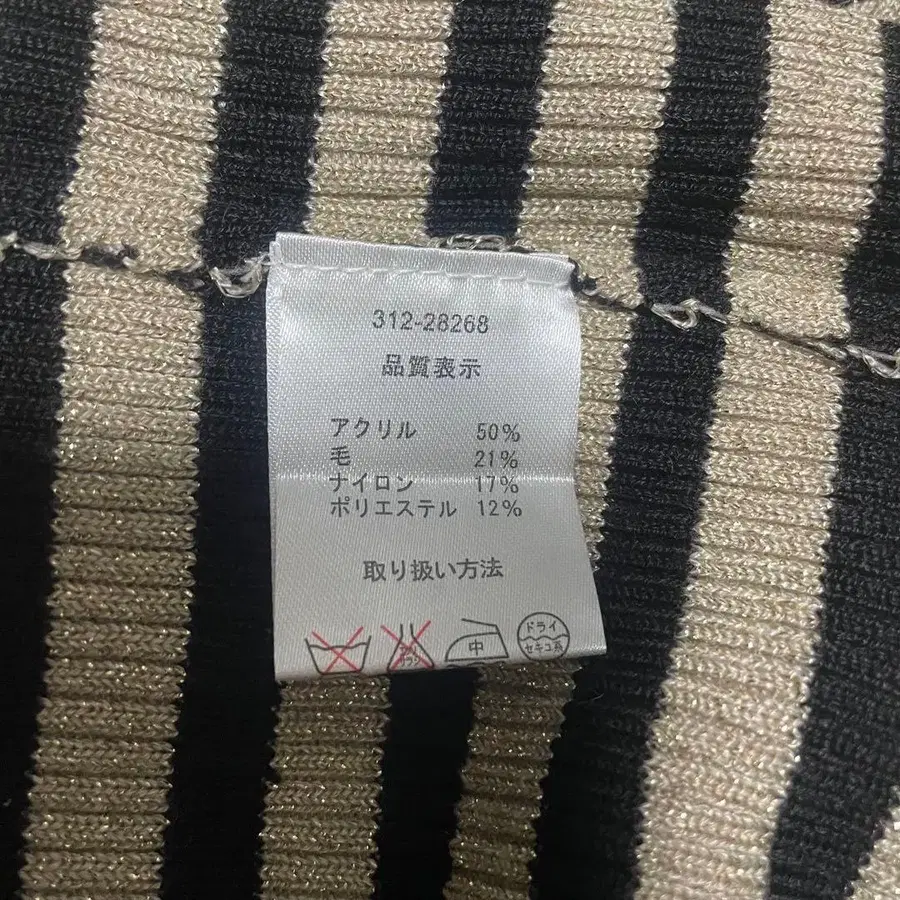 312-28268
品質表示
アクリル 50%
毛 21%
ナイロン 17%
ポリエステル 12%
取り扱い方法
中
ドライ
セキユ系